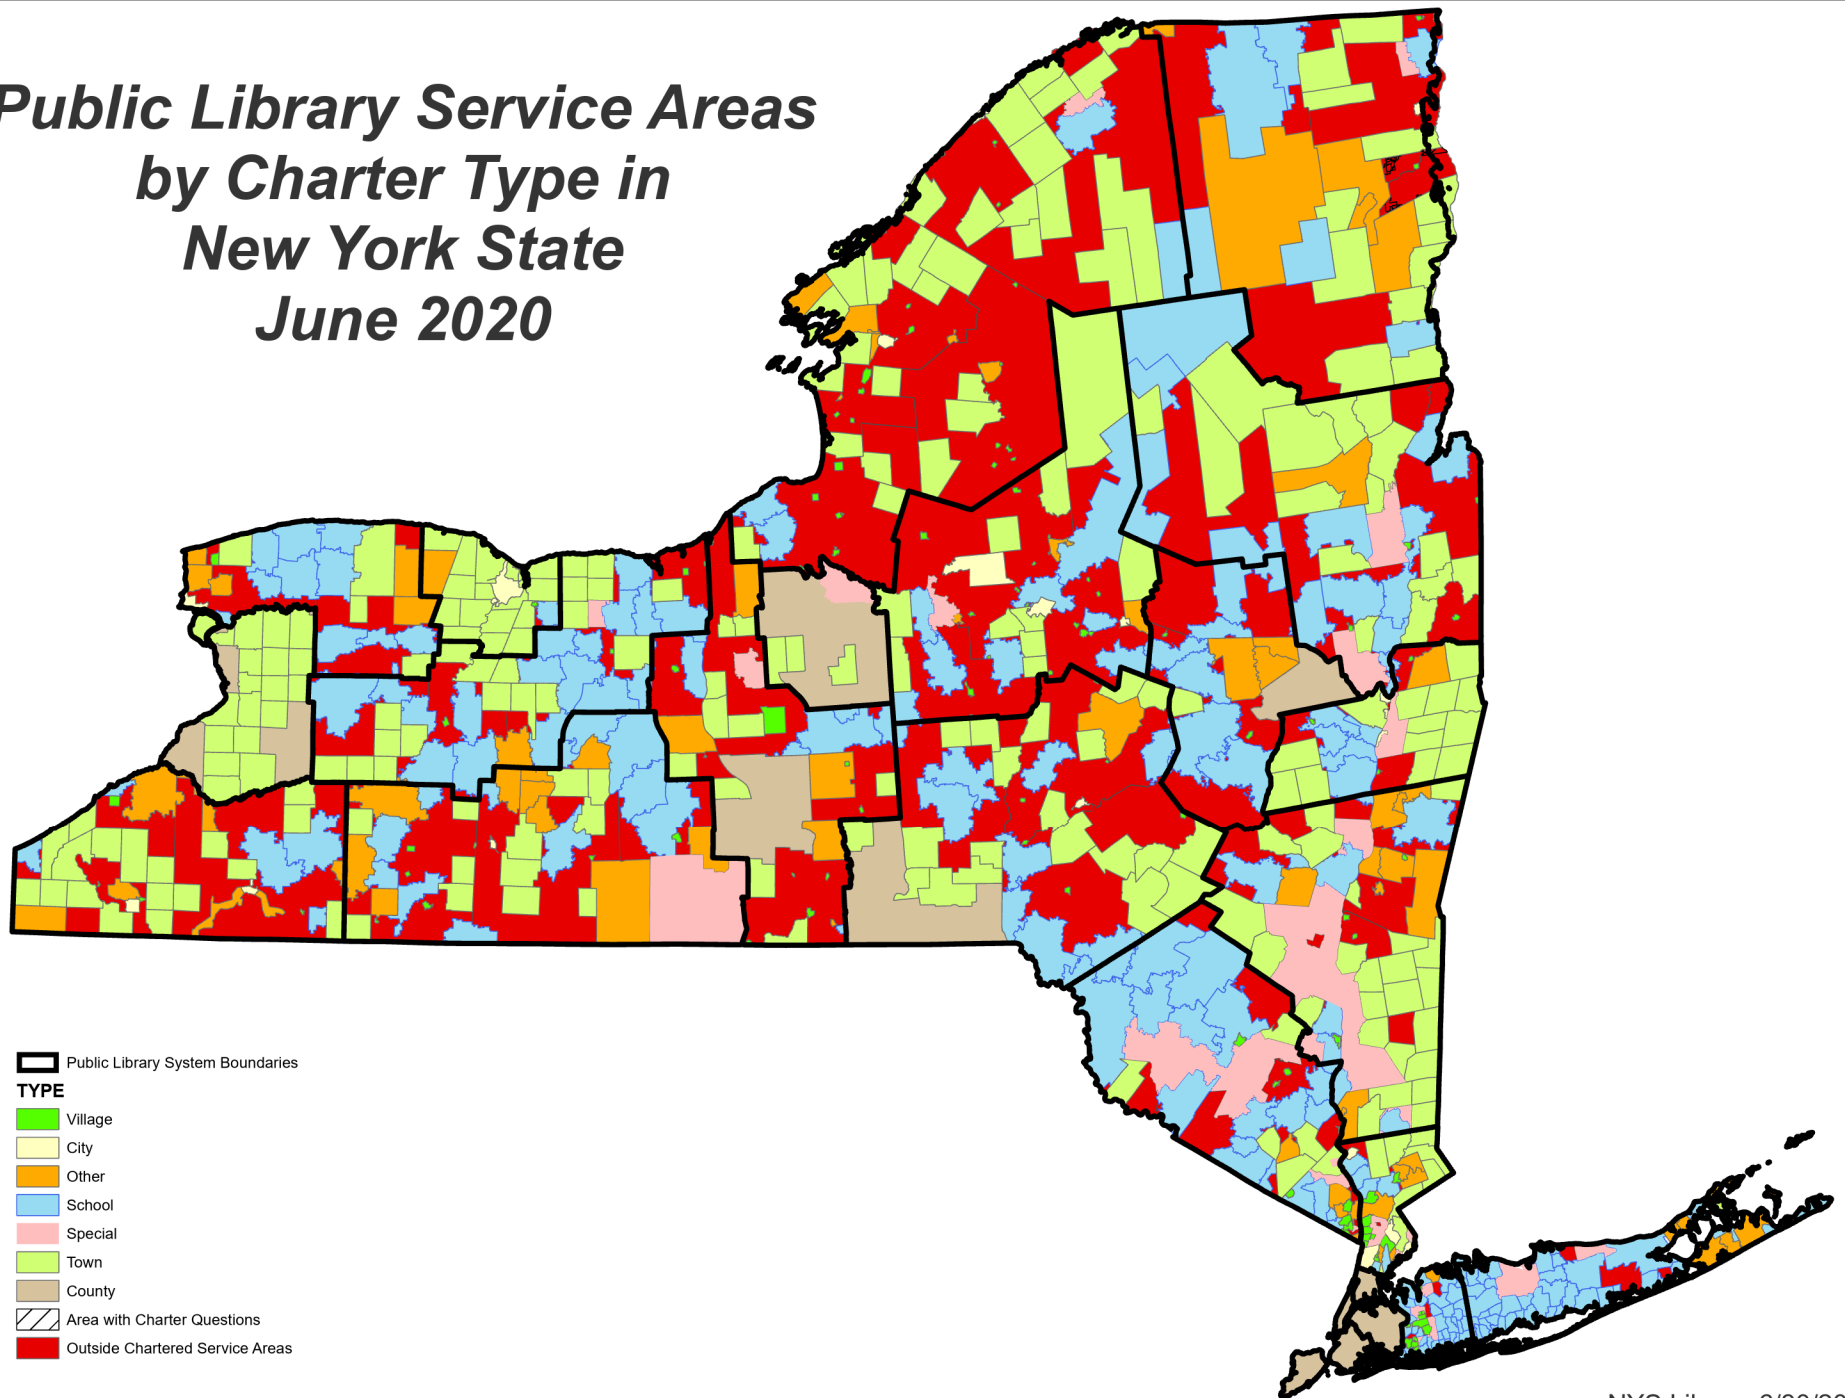 Public Library Service Areas
by Charter Type in
New York State
June 2020
Public Library System Boundaries
TYPE
Village
City
Other
School
Special
Town
County
Area with Charter Questions
Outside Chartered Service Areas